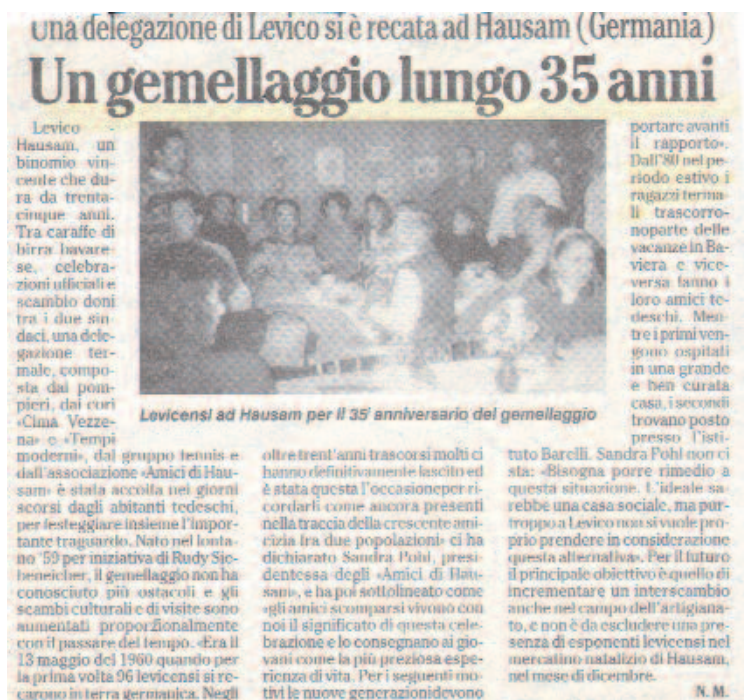 Una delegazione di Levico si è recata ad Hausam (Germania)
Un gemellaggio lungo 35 anni
Levico -
Hausam, un
binomio vin-
cente che du-
ra da trenta-
cinque anni.
Tra caraffe di
birra bavare-
se, celebra-
zioni ufficiali e
scambio doni
tra i due sin-
daci, una dele-
gazione ter-
male, compo-
sta dai pom-
pieri, dai cori
«Cima Vezze-
na» e «Tempi
moderni», dal gruppo tennis e
dall'associazione «Amici di Hau-
sam» è stata accolta nei giorni
scorsi dagli abitanti tedeschi,
per festeggiare insieme l'impor-
tante traguardo. Nato nel lonta-
no '59 per iniziativa di Rudy Sie-
beneicher, il gemellaggio non ha
conosciuto più ostacoli e gli
scambi culturali e di visite sono
aumentati proporzionalmente
con il passare del tempo. «Era il
13 maggio del 1960 quando per
la prima volta 96 levicensi si re-
carono in terra germanica. Negli
Levicensi ad Hausam per il 35' anniversario del gemellaggio
oltre trent'anni trascorsi molti ci
hanno definitivamente lascito ed
è stata questa l'occasioneper ri-
cordarli come ancora presenti
nella traccia della crescente ami-
cizia fra due popolazioni» ci ha
dichiarato Sandra Pohl, presi-
dentessa degli «Amici di Hau-
sam», e ha poi sottolineato come
«gli amici scomparsi vivono con
noi il significato di questa cele-
brazione e lo consegnano ai gio-
vani come la più preziosa espe-
rienza di vita. Per i seguenti mo-
tivi le nuove generazionidevono
portare avanti
il rapporto».
Dall'80 nel pe-
riodo estivo i
ragazzi terma-
li trascorro-
noparte delle
vacanze in Ba-
viera e vice-
versa fanno i
loro amici te-
deschi. Men-
tre i primi ven-
gono ospitati
in una grande
e ben curata
casa, i secondi
trovano posto
presso l'isti-
tuto Barelli. Sandra Pohl non ci
sta: «Bisogna porre rimedio a
questa situazione. L'ideale sa-
rebbe una casa sociale, ma pur-
troppo a Levico non si vuole pro-
prio prendere in considerazione
questa alternativa». Per il futuro
il principale obiettivo è quello di
incrementare un interscambio
anche nel campo dell'artigiana-
to, e non è da escludere una pre-
senza di esponenti levicensi nel
mercatino natalizio di Hausam,
nel mese di dicembre.
N. M.